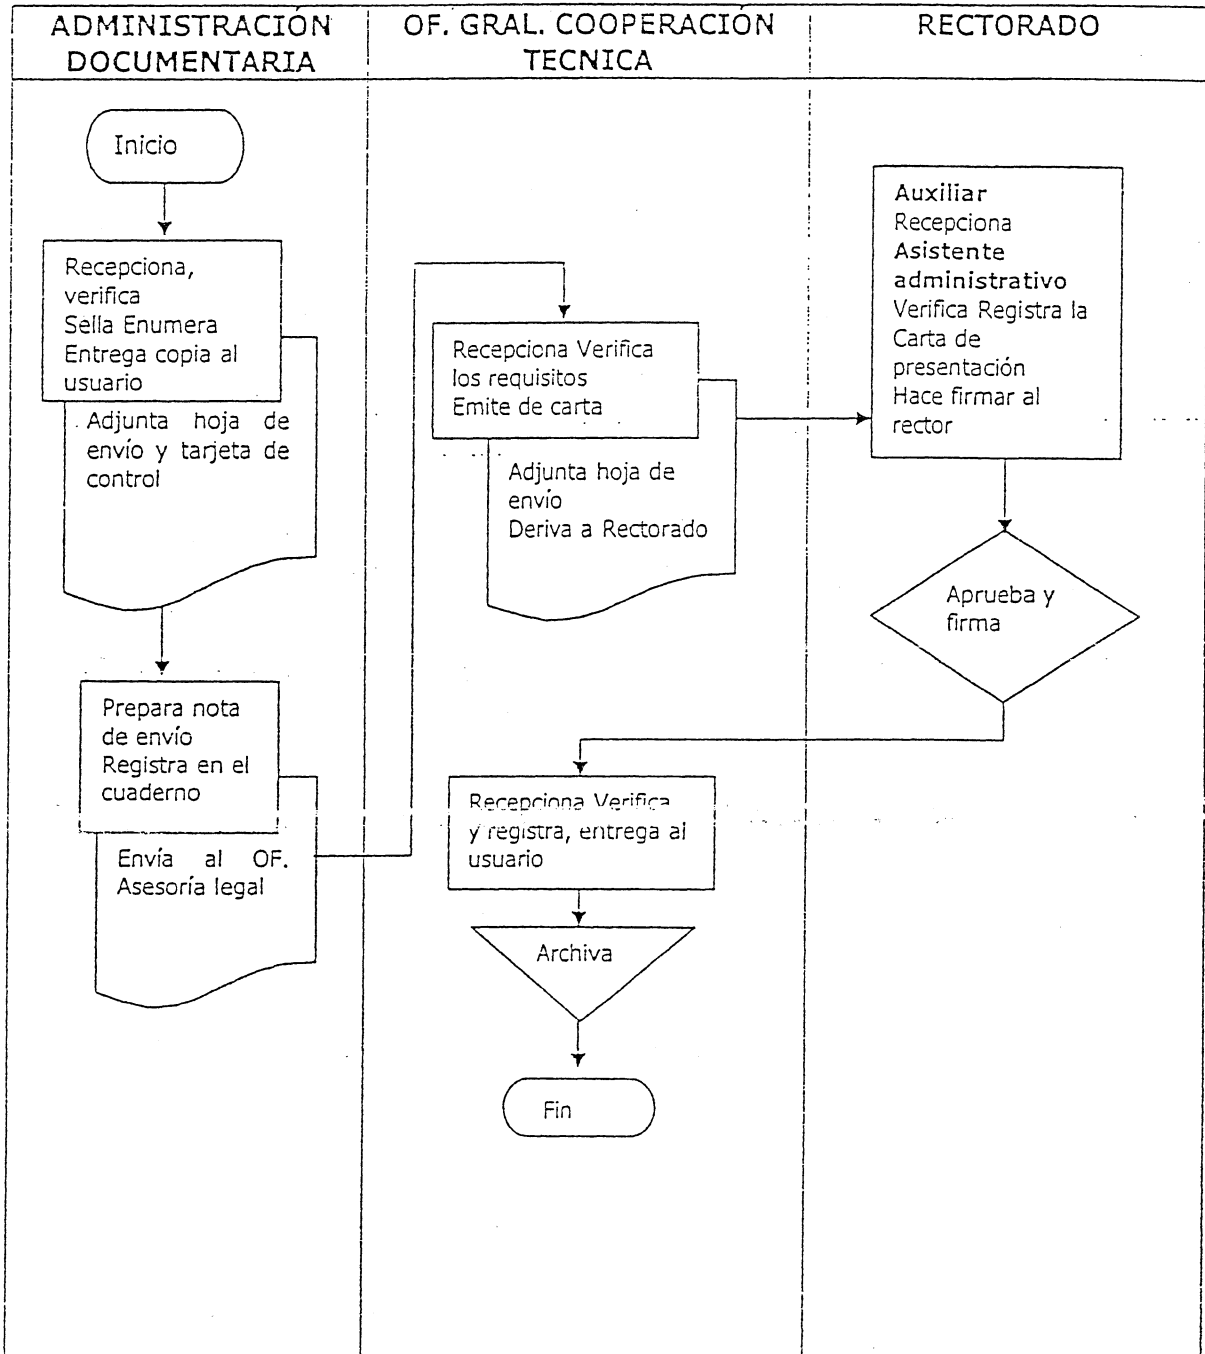 ADMINISTRACIÓN
DOCUMENTARIA
OF. GRAL. COOPERACIÓN
TECNICA
RECTORADO
Inicio
Recepciona,
verifica
Sella Enumera
Entrega copia al
usuario
Adjunta hoja de
envío y tarjeta de
control
Prepara nota
de envío
Registra en el
cuaderno
Envía al OF.
Asesoría legal
Recepciona Verifica
los requisitos
Emite de carta
Adjunta hoja de
envío
Deriva a Rectorado
Auxiliar
Recepciona
Asistente
administrativo
Verifica Registra la
Carta de
presentación
Hace firmar al
rector
Aprueba y
firma
Recepciona Verifica
y registra, entrega al
usuario
Archiva
Fin